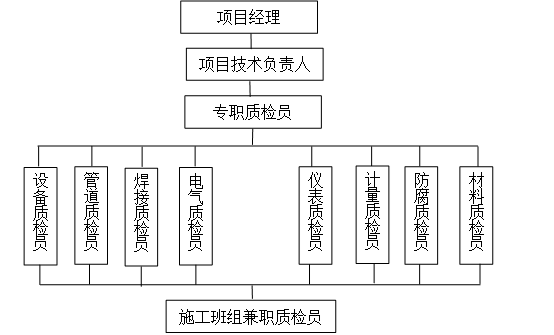 项目经理
项目技术负责人
专职质检员
设备质检员
管道质检员
焊接质检员
电气质检员
仪表质检员
计量质检员
防腐质检员
材料质检员
施工班组兼职质检员